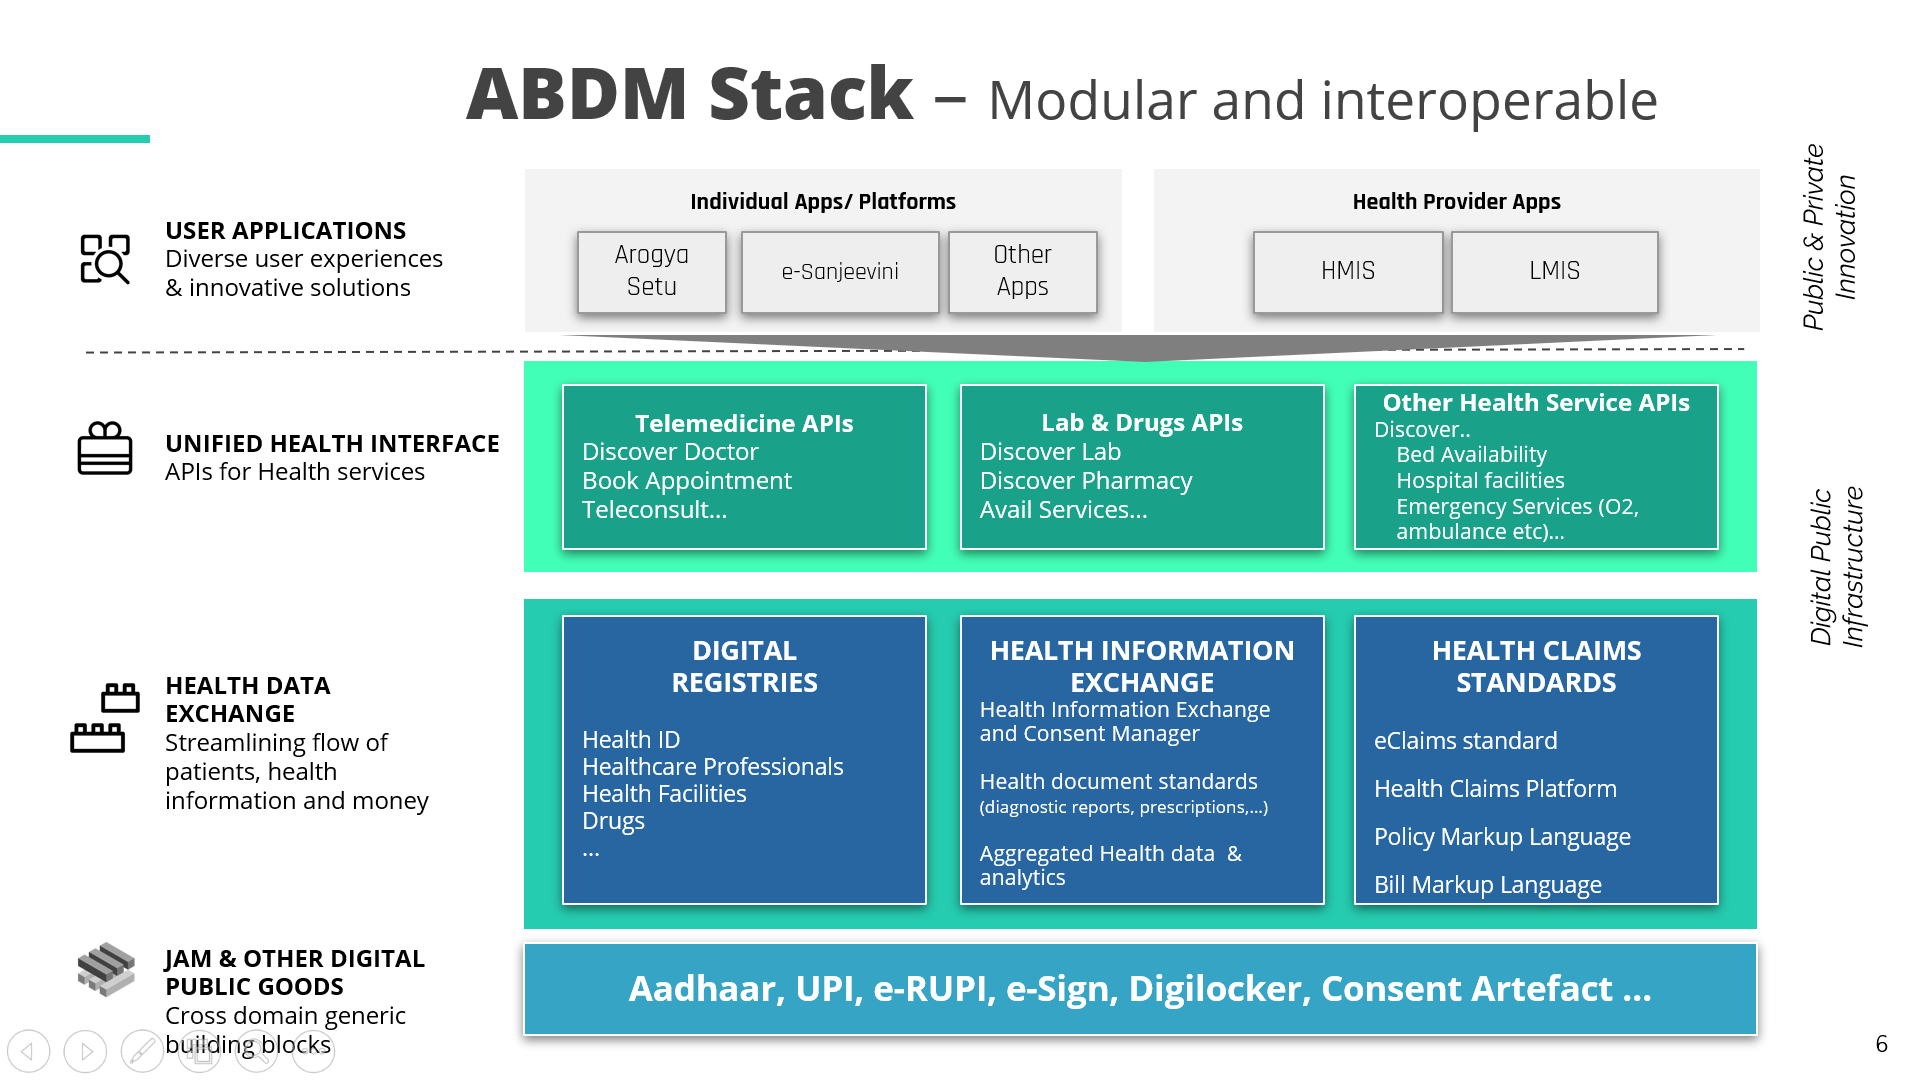 ABDM Stack – Modular and interoperable
Public & Private
Innovation
USER APPLICATIONS
Diverse user experiences
& innovative solutions
Individual Apps/ Platforms
Arogya
Setu
e-Sanjeevini
Other
Apps
Health Provider Apps
HMIS
LMIS
UNIFIED HEALTH INTERFACE
APIs for Health services
Telemedicine APIs
Discover Doctor
Book Appointment
Teleconsult...
Lab & Drugs APIs
Discover Lab
Discover Pharmacy
Avail Services...
Other Health Service APIs
Discover..
Bed Availability
Hospital facilities
Emergency Services (O2,
ambulance etc)...
Digital Public
Infrastructure
HEALTH DATA
EXCHANGE
Streamlining flow of
patients, health
information and money
DIGITAL
REGISTRIES
Health ID
Healthcare Professionals
Health Facilities
Drugs
...
HEALTH INFORMATION
EXCHANGE
Health Information Exchange
and Consent Manager
Health document standards
(diagnostic reports, prescriptions,...)
Aggregated Health data &
analytics
HEALTH CLAIMS
STANDARDS
eClaims standard
Health Claims Platform
Policy Markup Language
Bill Markup Language
JAM & OTHER DIGITAL
PUBLIC GOODS
Cross domain generic
building blocks
Aadhaar, UPI, e-RUPI, e-Sign, Digilocker, Consent Artefact ...
6